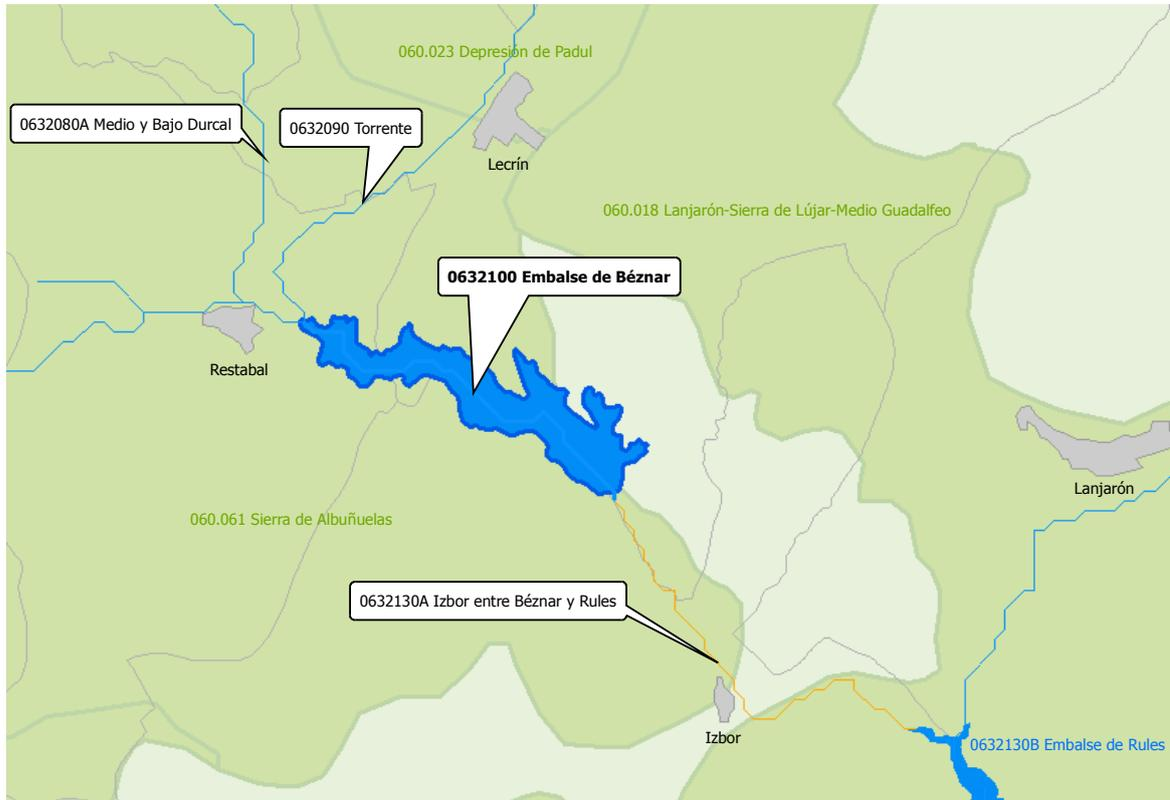 060.023 Depresión de Padul
0632080A Medio y Bajo Durcal
0632090 Torrente
Lecrín
060.018 Lanjarón-Sierra de Lújar-Medio Guadalfeo
0632100 Embalse de Béznar
Restabal
Lanjarón
060.061 Sierra de Albuñuelas
0632130A Izbor entre Béznar y Rules
Izbor
0632130B Embalse de Rules